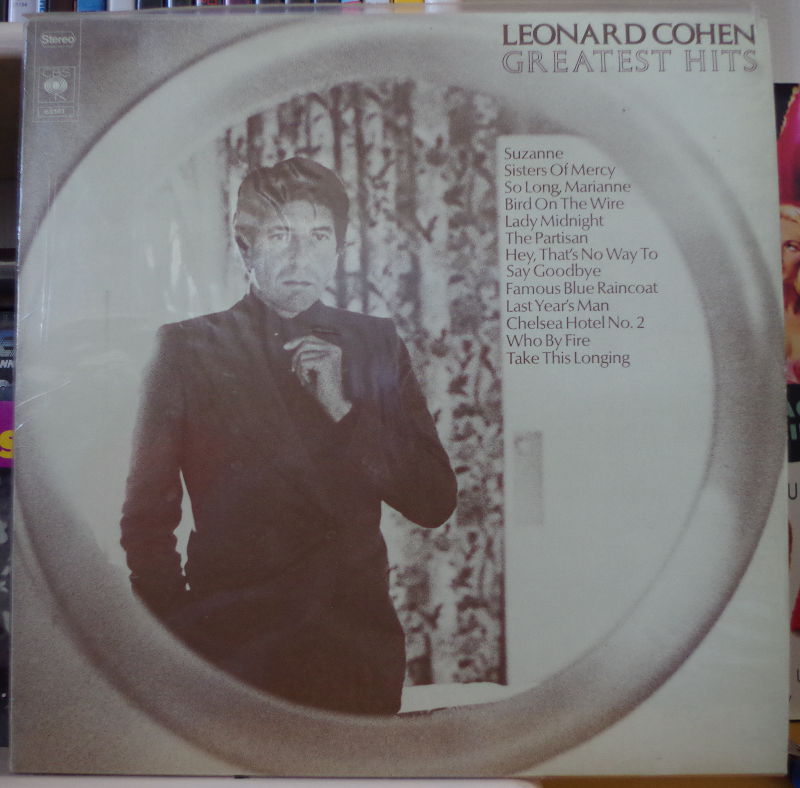 Stereo
CBS
LEONARD COHEN
GREATEST HITS
Suzanne
Sisters Of Mercy
So Long, Marianne
Bird On The Wire
Lady Midnight
The Partisan
Hey, That's No Way To
Say Goodbye
Famous Blue Raincoat
Last Year's Man
Chelsea Hotel No. 2
Who By Fire
Take This Longing